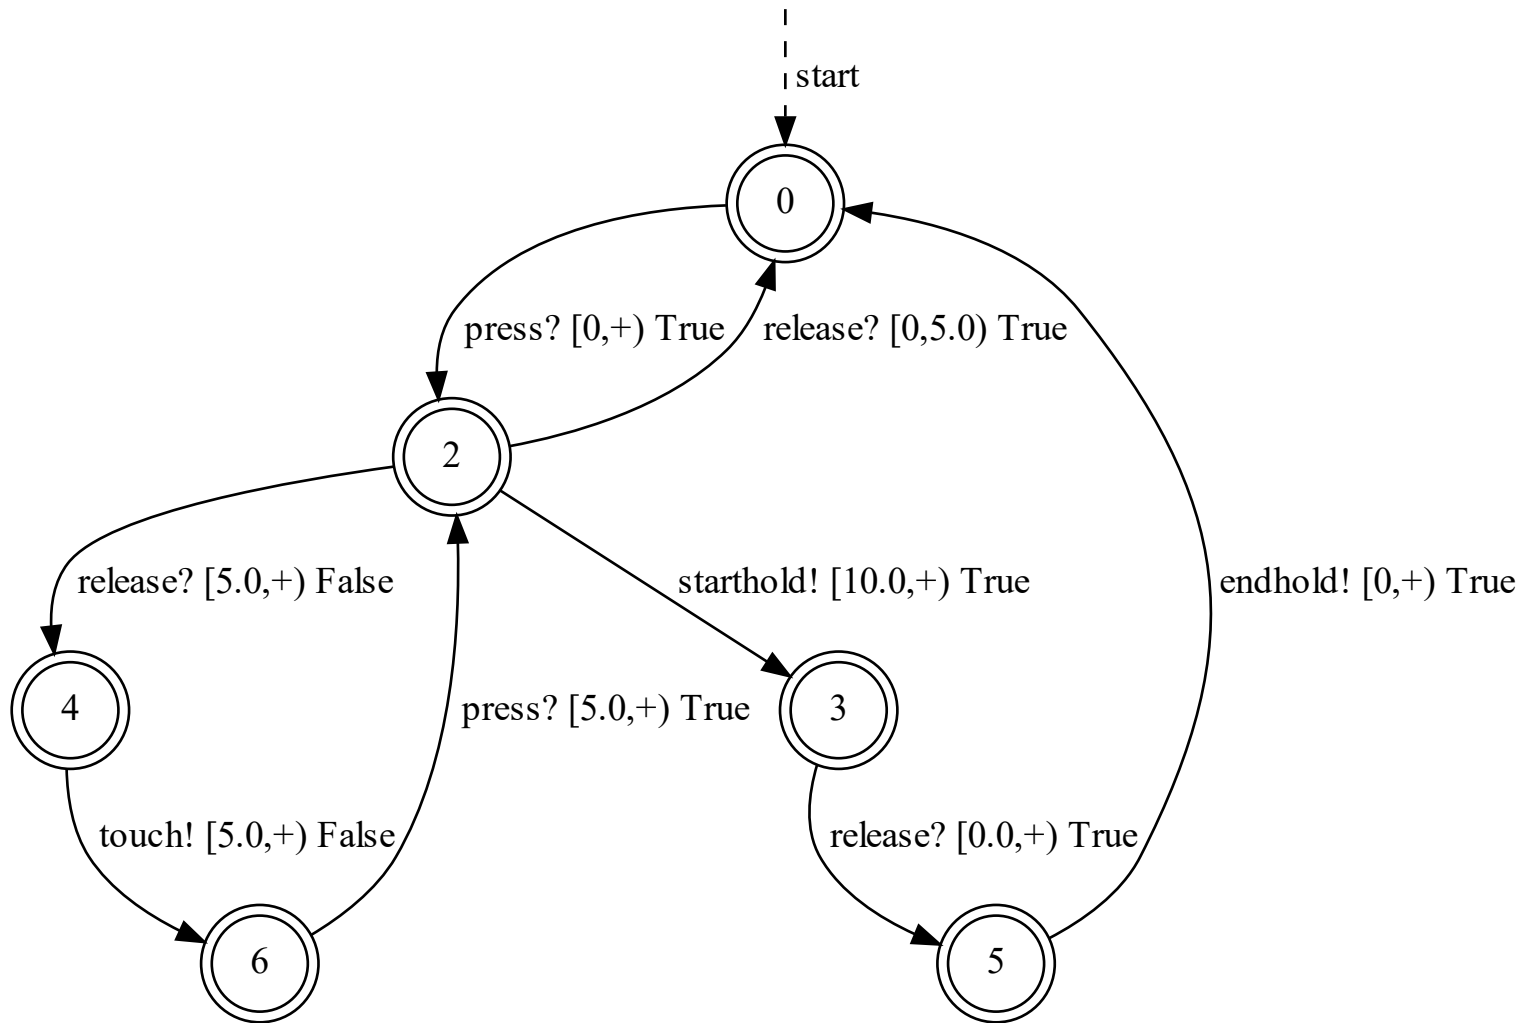 start
0
press? [0,+) True
release? [0,5.0) True
2
release? [5.0,+) False
starthold! [10.0,+) True
endhold! [0,+) True
4
press? [5.0,+) True
3
touch! [5.0,+) False
release? [0.0,+) True
6
5